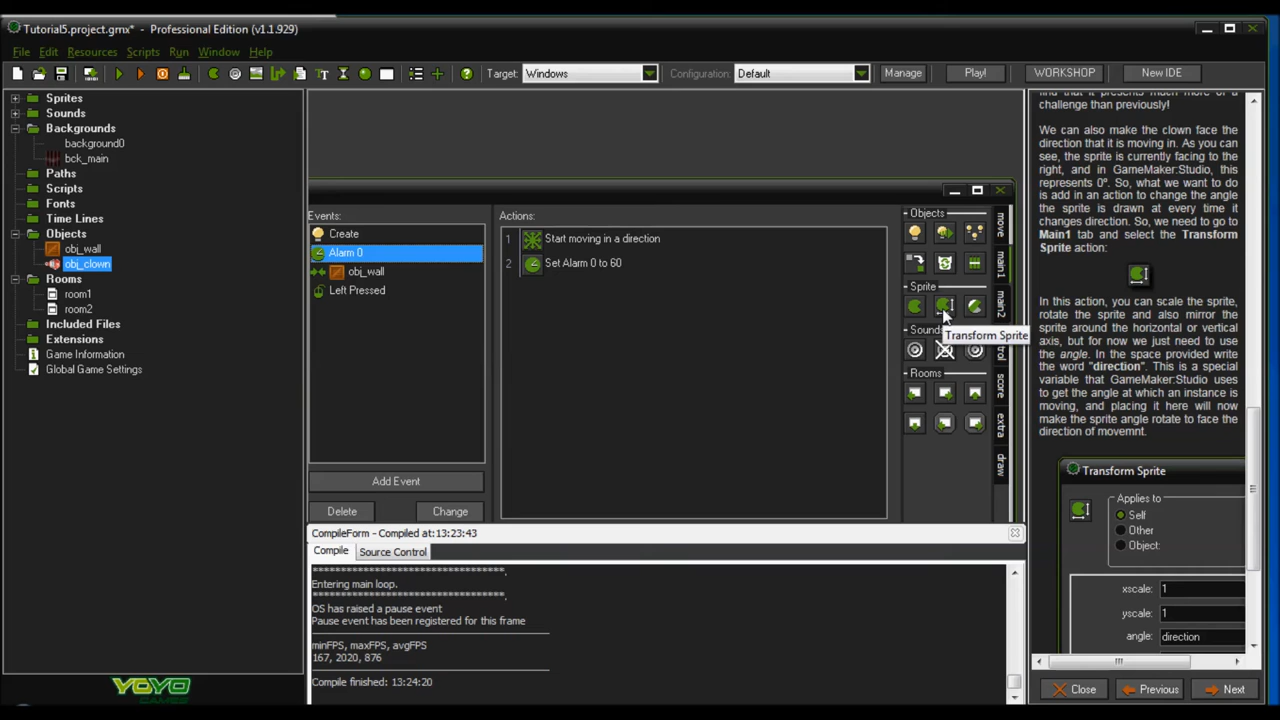 Tutorial5.project.gmx* - Professional Edition (v1.1.929)
File Edit Resources Scripts Run Window Help
Target: Windows Configuration: Default Manage Play! WORKSHOP New IDE
Sprites
Sounds
Backgrounds
background0
bck_main
Paths
Scripts
Fonts
Time Lines
Objects
obj_wall
obj_clown
Rooms
room1
room2
Included Files
Extensions
Game Information
Global Game Settings
YOYO
GAMES
Events:
Create
Alarm 0
obj_wall
Left Pressed
Add Event
Delete Change
Actions:
1 Start moving in a direction
2 Set Alarm 0 to 60
Objects
Sprite
Transform Sprite
Sounds
Rooms
move
main1
main2
score
extra
draw
CompileForm - Compiled at:13:23:43
Compile Source Control
*******************************************.
Entering main loop.
*******************************************.
OS has raised a pause event
Pause event has been registered for this frame
minFPS, maxFPS, avgFPS
167, 2020, 876
Compile finished: 13:24:20
find that it presents much more of a
challenge than previously!
We can also make the clown face the
direction that it is moving in. As you can
see, the sprite is currently facing to the
right, and in GameMaker:Studio, this
represents 0º. So, what we want to do
is add in an action to change the angle
the sprite is drawn at every time it
changes direction. So, we need to go to
Main1 tab and select the Transform
Sprite action:
In this action, you can scale the sprite,
rotate the sprite and also mirror the
sprite around the horizontal or vertical
axis, but for now we just need to use
the angle. In the space provided write
the word "direction". This is a special
variable that GameMaker:Studio uses
to get the angle at which an instance is
moving, and placing it here will now
make the sprite angle rotate to face the
direction of movemnt.
Transform Sprite
Applies to
Self
Other
Object:
xscale: 1
yscale: 1
angle: direction
Close Previous Next